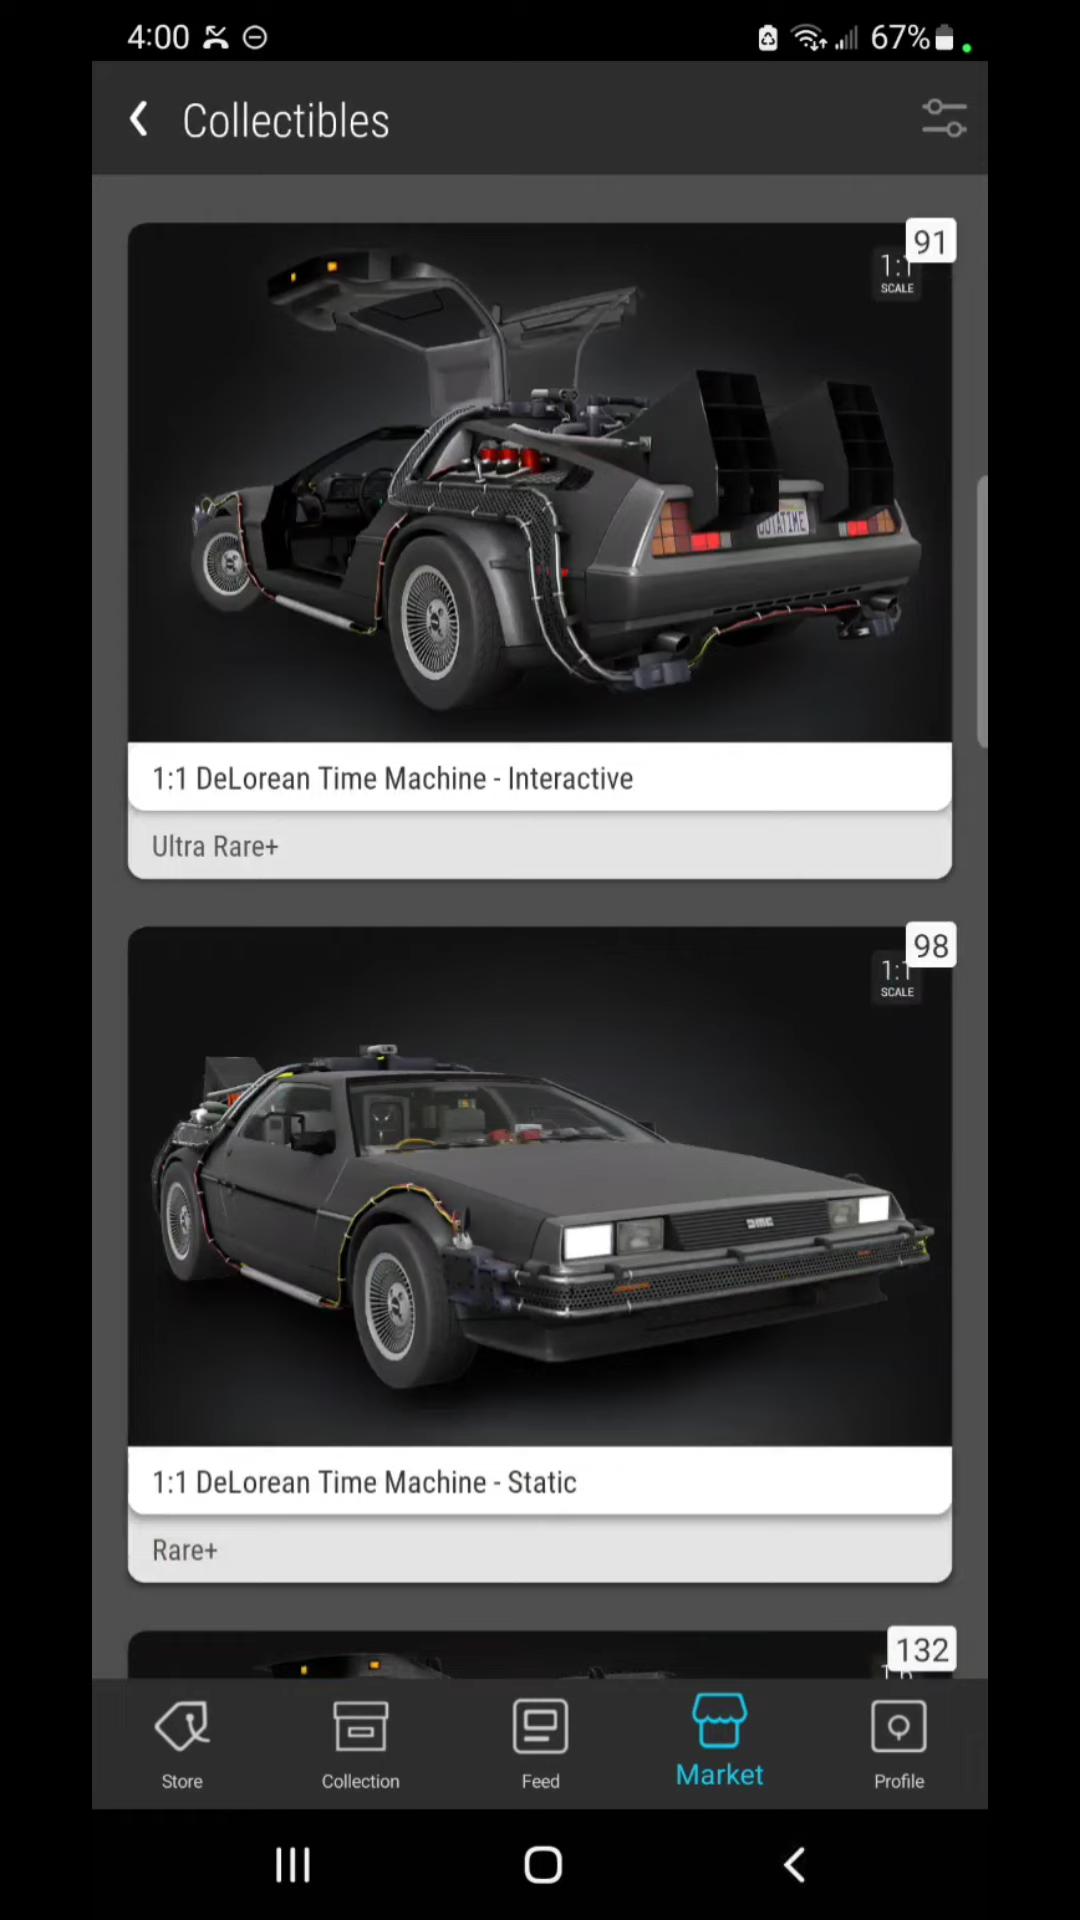 4:00
67%
Collectibles
91
1:1
SCALE
OUTATIME
1:1 DeLorean Time Machine - Interactive
Ultra Rare+
98
1:1
SCALE
DMC
1:1 DeLorean Time Machine - Static
Rare+
132
Store
Collection
Feed
Market
Profile